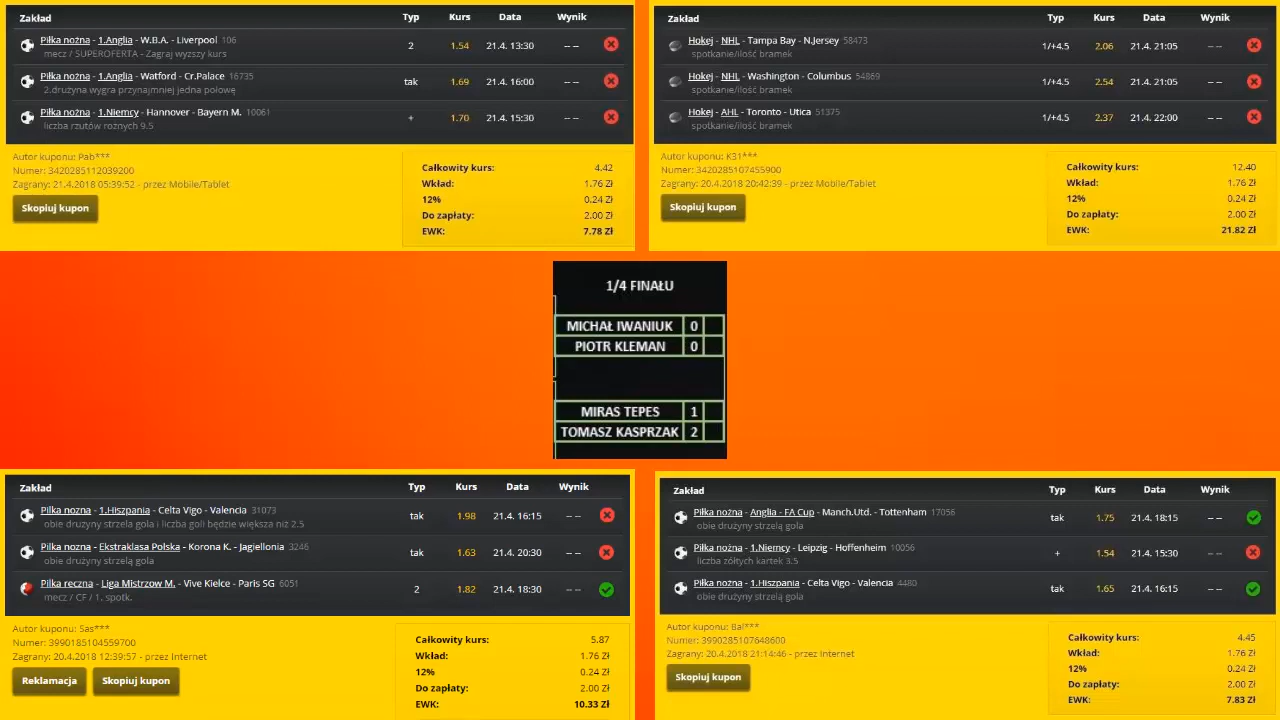 Zakład Typ Kurs Data Wynik
Piłka nożna - 1.Anglia - W.B.A. - Liverpool 106
mecz / SUPEROFERTA - Zagraj wyższy kurs
2 1.54 21.4. 13:30 -- --
Piłka nożna - 1.Anglia - Watford - Cr.Palace 16735
2.drużyna wygra przynajmniej jedna połowę
tak 1.69 21.4. 16:00 -- --
Piłka nożna - 1.Niemcy - Hannover - Bayern M. 10061
liczba rzutów rożnych 9.5
+ 1.70 21.4. 15:30 -- --
Autor kuponu: Pab***
Numer: 3420285112039200
Zagrany: 21.4.2018 05:39:52 - przez Mobile/Tablet
Skopiuj kupon
Całkowity kurs: 4.42
Wkład: 1.76 Zł
12% 0.24 Zł
Do zapłaty: 2.00 Zł
EWK: 7.78 Zł
Zakład Typ Kurs Data Wynik
Hokej - NHL - Tampa Bay - N.Jersey 58473
spotkanie/ilość bramek
1/+4.5 2.06 21.4. 21:05 -- --
Hokej - NHL - Washington - Columbus 54869
spotkanie/ilość bramek
1/+4.5 2.54 21.4. 21:05 -- --
Hokej - AHL - Toronto - Utica 51375
spotkanie/ilość bramek
1/+4.5 2.37 21.4. 22:00 -- --
Autor kuponu: K31***
Numer: 3420285107455900
Zagrany: 20.4.2018 20:42:39 - przez Mobile/Tablet
Skopiuj kupon
Całkowity kurs: 12.40
Wkład: 1.76 Zł
12% 0.24 Zł
Do zapłaty: 2.00 Zł
EWK: 21.82 Zł
1/4 FINAŁU
MICHAŁ IWANIUK 0
PIOTR KLEMAN 0
MIRAS TEPES 1
TOMASZ KASPRZAK 2
Zakład Typ Kurs Data Wynik
Piłka nożna - 1.Hiszpania - Celta Vigo - Valencia 31073
obie drużyny strzela gola i liczba goli będzie większa niż 2.5
tak 1.98 21.4. 16:15 -- --
Piłka nożna - Ekstraklasa Polska - Korona K. - Jagiellonia 3246
obie drużyny strzelą gola
tak 1.63 21.4. 20:30 -- --
Piłka ręczna - Liga Mistrzow M. - Vive Kielce - Paris SG 6051
mecz / CF / 1. spotk.
2 1.82 21.4. 18:30 -- --
Autor kuponu: Sas***
Numer: 3990185104559700
Zagrany: 20.4.2018 12:39:57 - przez Internet
Reklamacja Skopiuj kupon
Całkowity kurs: 5.87
Wkład: 1.76 Zł
12% 0.24 Zł
Do zapłaty: 2.00 Zł
EWK: 10.33 Zł
Zakład Typ Kurs Data Wynik
Piłka nożna - Anglia - FA Cup - Manch.Utd. - Tottenham 17056
obie drużyny strzelą gola
tak 1.75 21.4. 18:15 -- --
Piłka nożna - 1.Niemcy - Leipzig - Hoffenheim 10056
liczba żółtych kartek 3.5
+ 1.54 21.4. 15:30 -- --
Piłka nożna - 1.Hiszpania - Celta Vigo - Valencia 4480
obie drużyny strzelą gola
tak 1.65 21.4. 16:15 -- --
Autor kuponu: Bal***
Numer: 3990285107648600
Zagrany: 20.4.2018 21:14:46 - przez Internet
Skopiuj kupon
Całkowity kurs: 4.45
Wkład: 1.76 Zł
12% 0.24 Zł
Do zapłaty: 2.00 Zł
EWK: 7.83 Zł